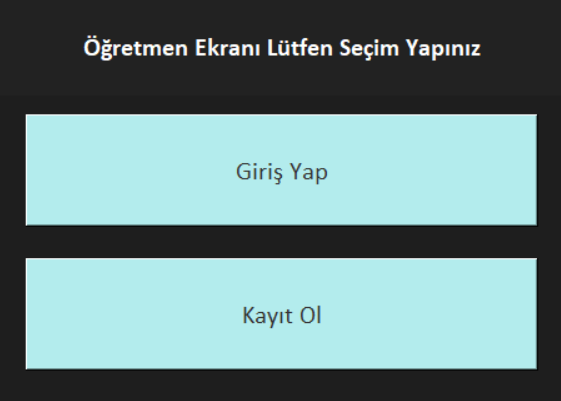 Öğretmen Ekranı Lütfen Seçim Yapınız
Giriş Yap
Kayıt Ol